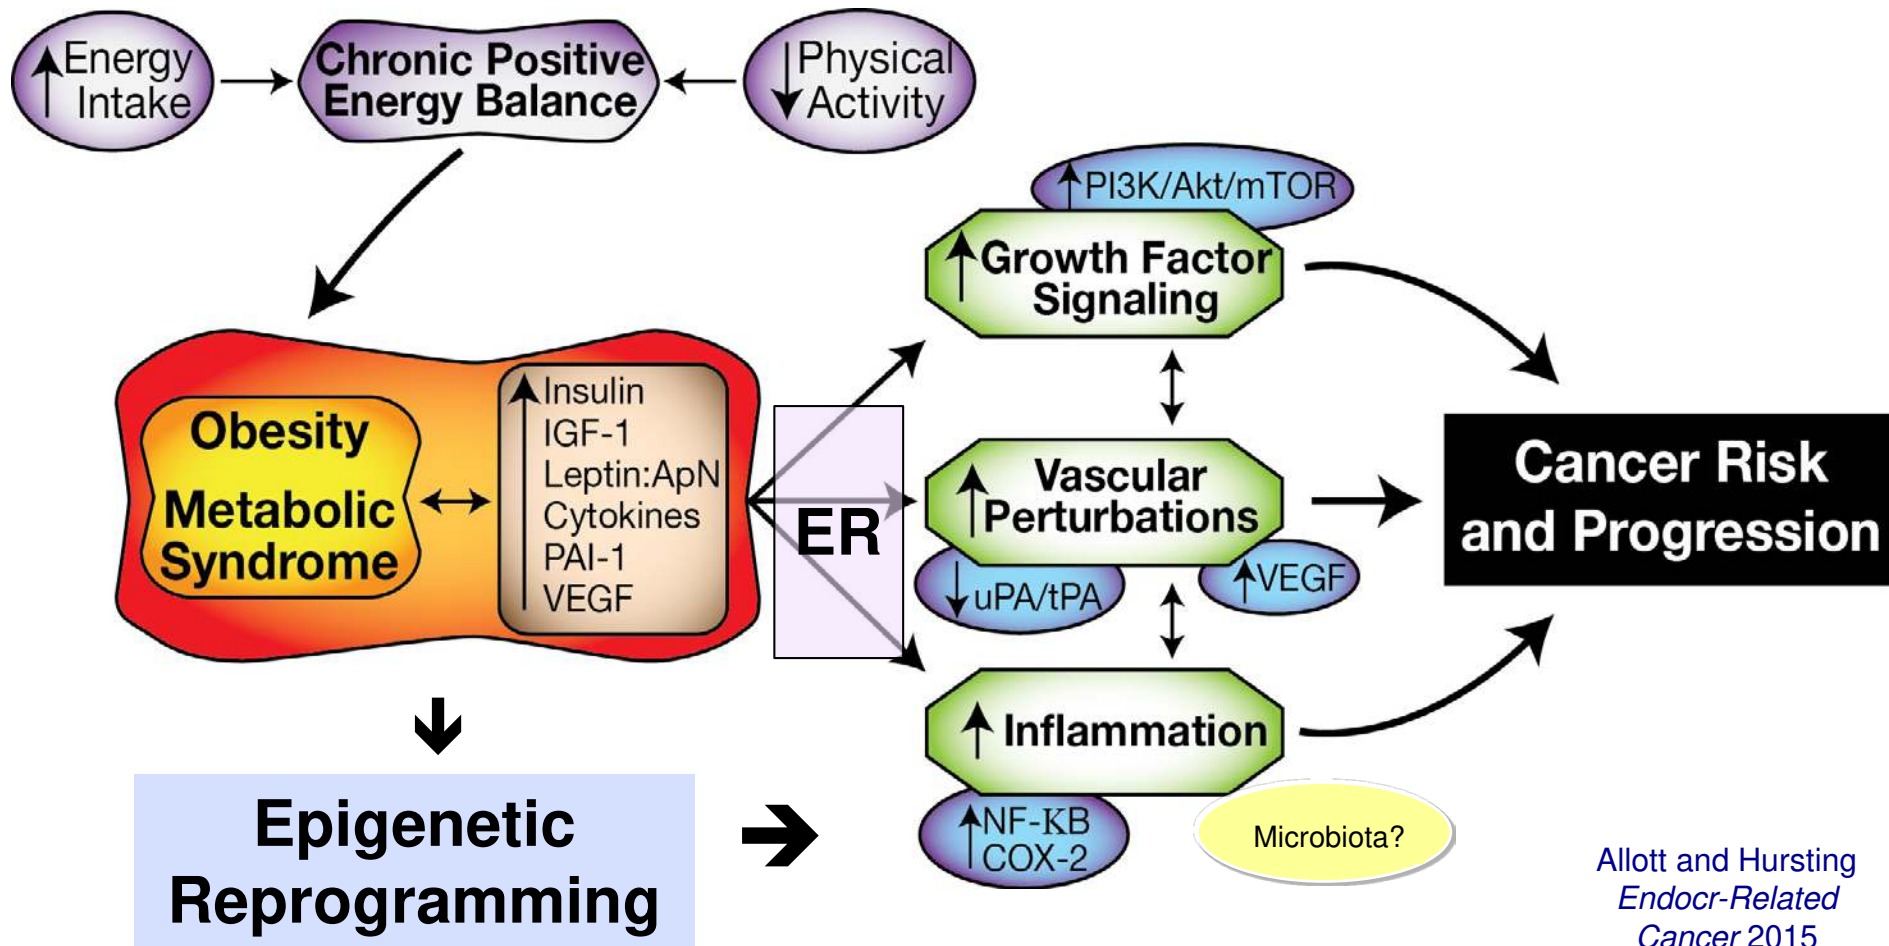 ↑Energy
Intake
Chronic Positive
Energy Balance
↓Physical
Activity
↑PI3K/Akt/mTOR
↑Growth Factor
Signaling
Obesity
Metabolic
Syndrome
↑Insulin
IGF-1
Leptin:ApN
Cytokines
PAI-1
VEGF
ER
↑Vascular
Perturbations
↓uPA/tPA
↑VEGF
↑Inflammation
↑NF-κB
COX-2
Microbiota?
Cancer Risk
and Progression
Epigenetic
Reprogramming
Allott and Hursting
Endocr-Related
Cancer 2015